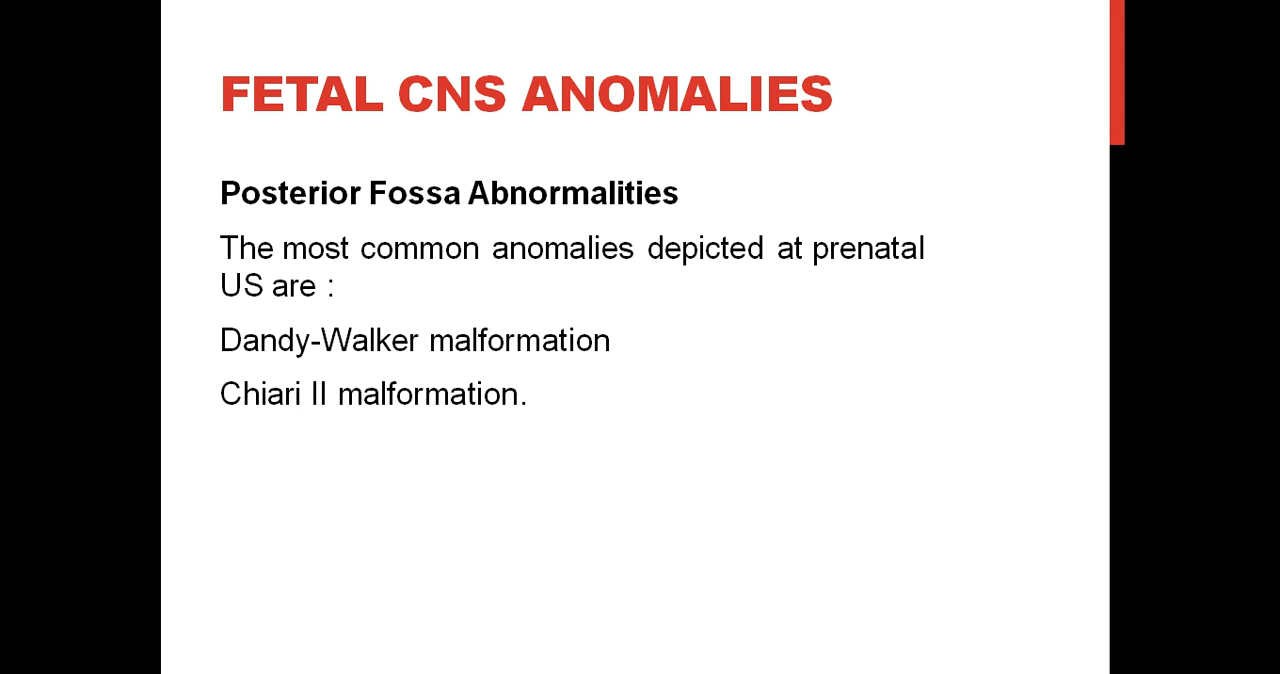 FETAL CNS ANOMALIES
Posterior Fossa Abnormalities
The most common anomalies depicted at prenatal
US are :
Dandy-Walker malformation
Chiari II malformation.